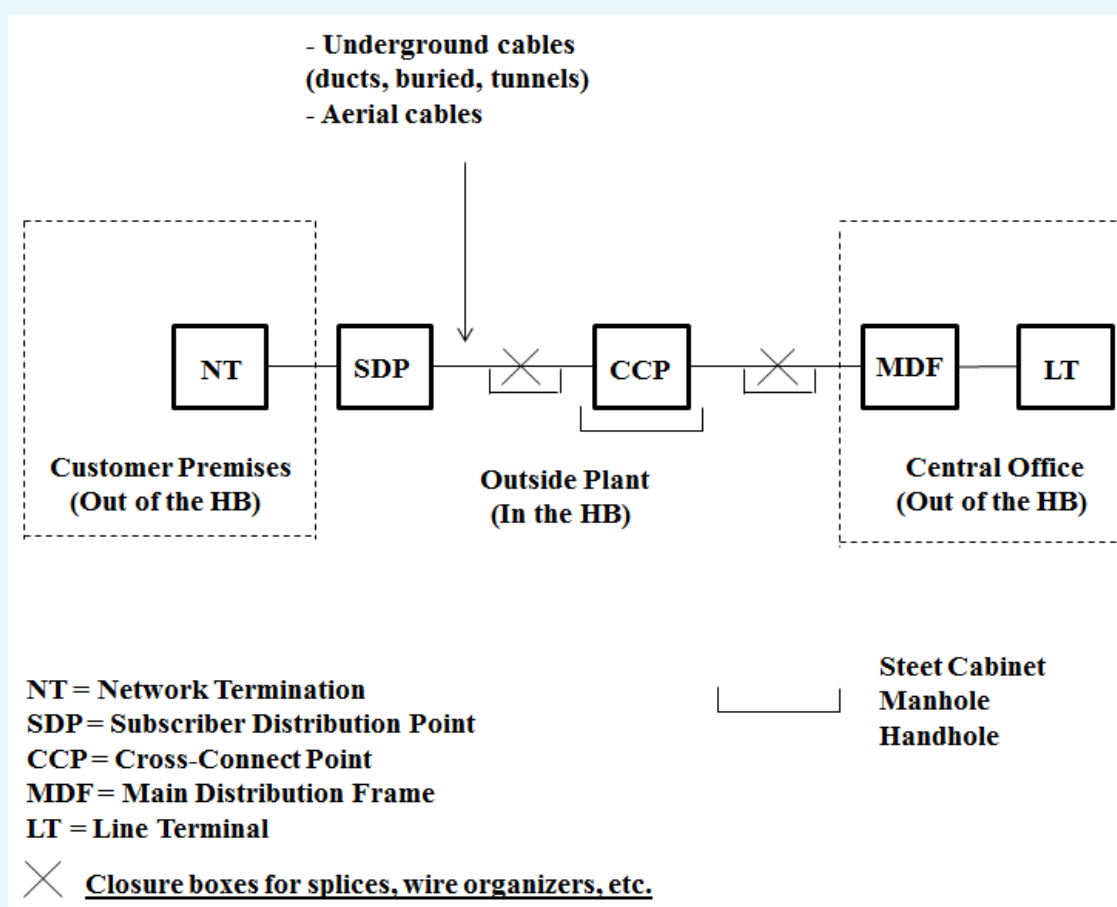 - Underground cables
(ducts, buried, tunnels)
- Aerial cables
NT
SDP
CCP
MDF
LT
Customer Premises
(Out of the HB)
Outside Plant
(In the HB)
Central Office
(Out of the HB)
NT = Network Termination
SDP = Subscriber Distribution Point
CCP = Cross-Connect Point
MDF = Main Distribution Frame
LT = Line Terminal
Steet Cabinet
Manhole
Handhole
Closure boxes for splices, wire organizers, etc.